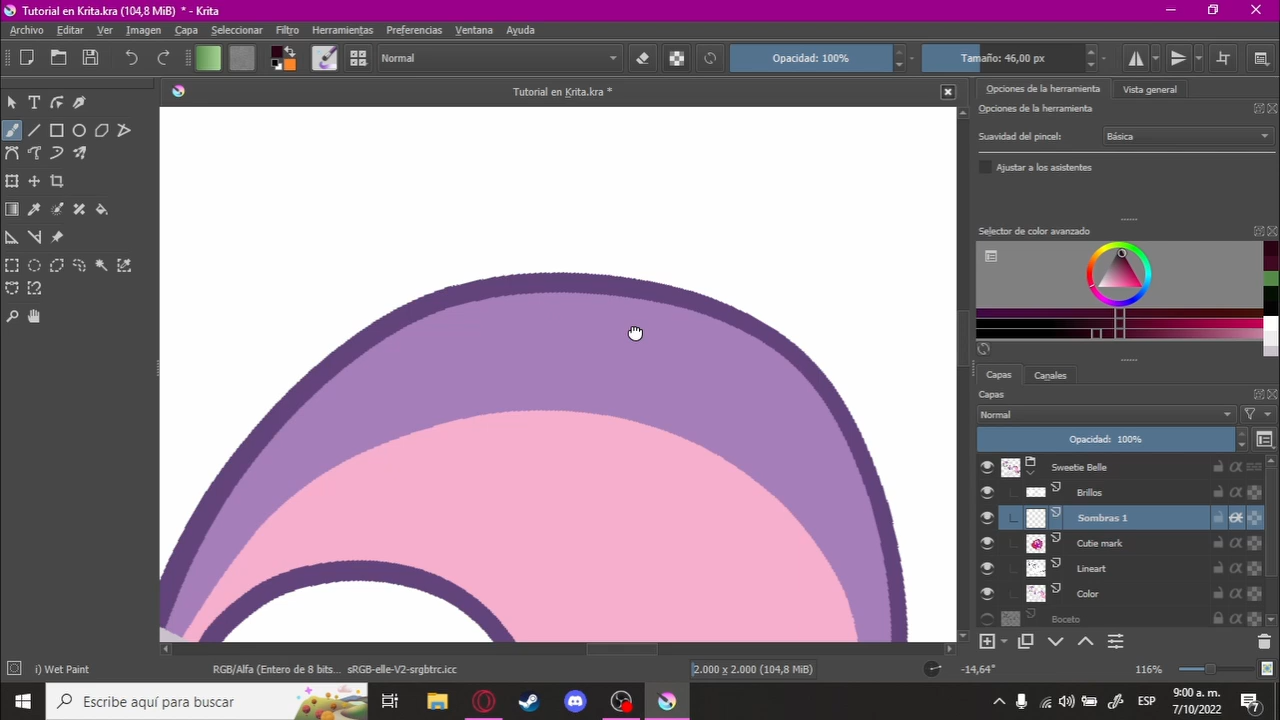 Tutorial en Krita.kra (104,8 MiB) * - Krita
Archivo Editar Ver Imagen Capa Seleccionar Filtro Herramientas Preferencias Ventana Ayuda
Normal Opacidad: 100% Tamaño: 46,00 px
Tutorial en Krita.kra *
Opciones de la herramienta Vista general
Opciones de la herramienta
Suavidad del pincel: Básica
Ajustar a los asistentes
Selector de color avanzado
Capas Canales
Capas
Normal
Opacidad: 100%
Sweetie Belle
Brillos
Sombras 1
Cutie mark
Lineart
Color
Boceto
i) Wet Paint RGB/Alfa (Entero de 8 bits... sRGB-elle-V2-srgbtrc.icc 2.000 x 2.000 (104,8 MiB) -14,64° 116%
Escribe aquí para buscar ESP 9:00 a. m.
7/10/2022 7